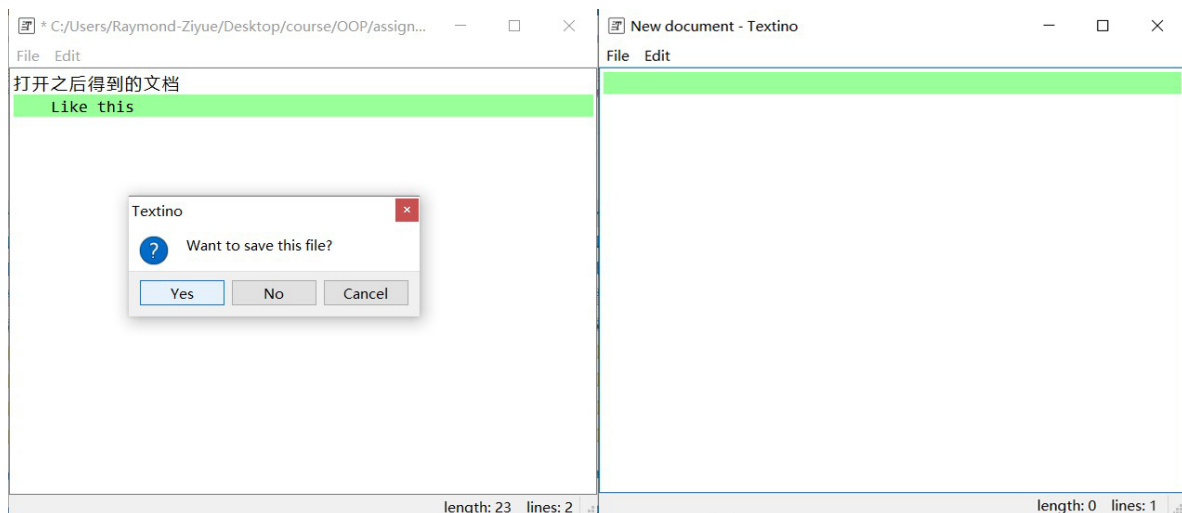 * C:/Users/Raymond-Ziyue/Desktop/course/OOP/assign...
File Edit
打开之后得到的文档
Like this
Textino
Want to save this file?
Yes No Cancel
length: 23 lines: 2
New document - Textino
File Edit
length: 0 lines: 1